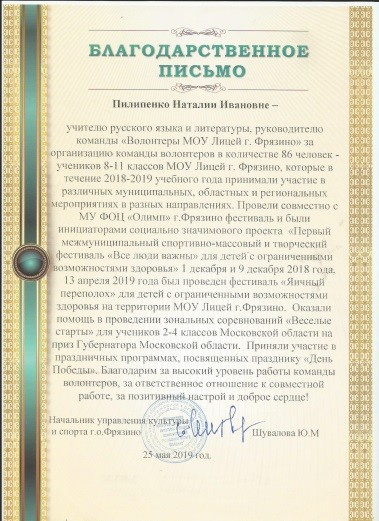 БЛАГОДАРСТВЕННОЕ
ПИСЬМО
Пилипенко Наталии Ивановне –
учителю русского языка и литературы, руководителю
команды «Волонтеры МОУ Лицей г. Фрязино» за
организацию команды волонтеров в количестве 86 человек -
учеников 8-11 классов МОУ Лицей г. Фрязино, которые в
течение 2018-2019 учебного года принимали участие в
различных муниципальных, областных и региональных
мероприятиях в разных направлениях. Провели совместно с
МУ ФОЦ «Олимп» г.Фрязино фестиваль и были
инициаторами социально значимого проекта «Первый
межмуниципальный спортивно-массовый и творческий
фестиваль «Все люди важны» для детей с ограниченными
возможностями здоровья» 1 декабря и 9 декабря 2018 года,
13 апреля 2019 года был проведен фестиваль «Яичный
переполох» для детей с ограниченными возможностями
здоровья на территории МОУ Лицей г.Фрязино. Оказали
помощь в проведении зональных соревнований «Веселые
старты» для учеников 2-4 классов Московской области на
приз Губернатора Московской области. Приняли участие в
праздничных программах, посвященных празднику «День
Победы». Благодарим за высокий уровень работы команды
волонтеров, за ответственное отношение к совместной
работе, за позитивный настрой и доброе сердце!
Начальник управления культуры
и спорта г.о.Фрязино Шувалова Ю.М
25 мая 2019 год.